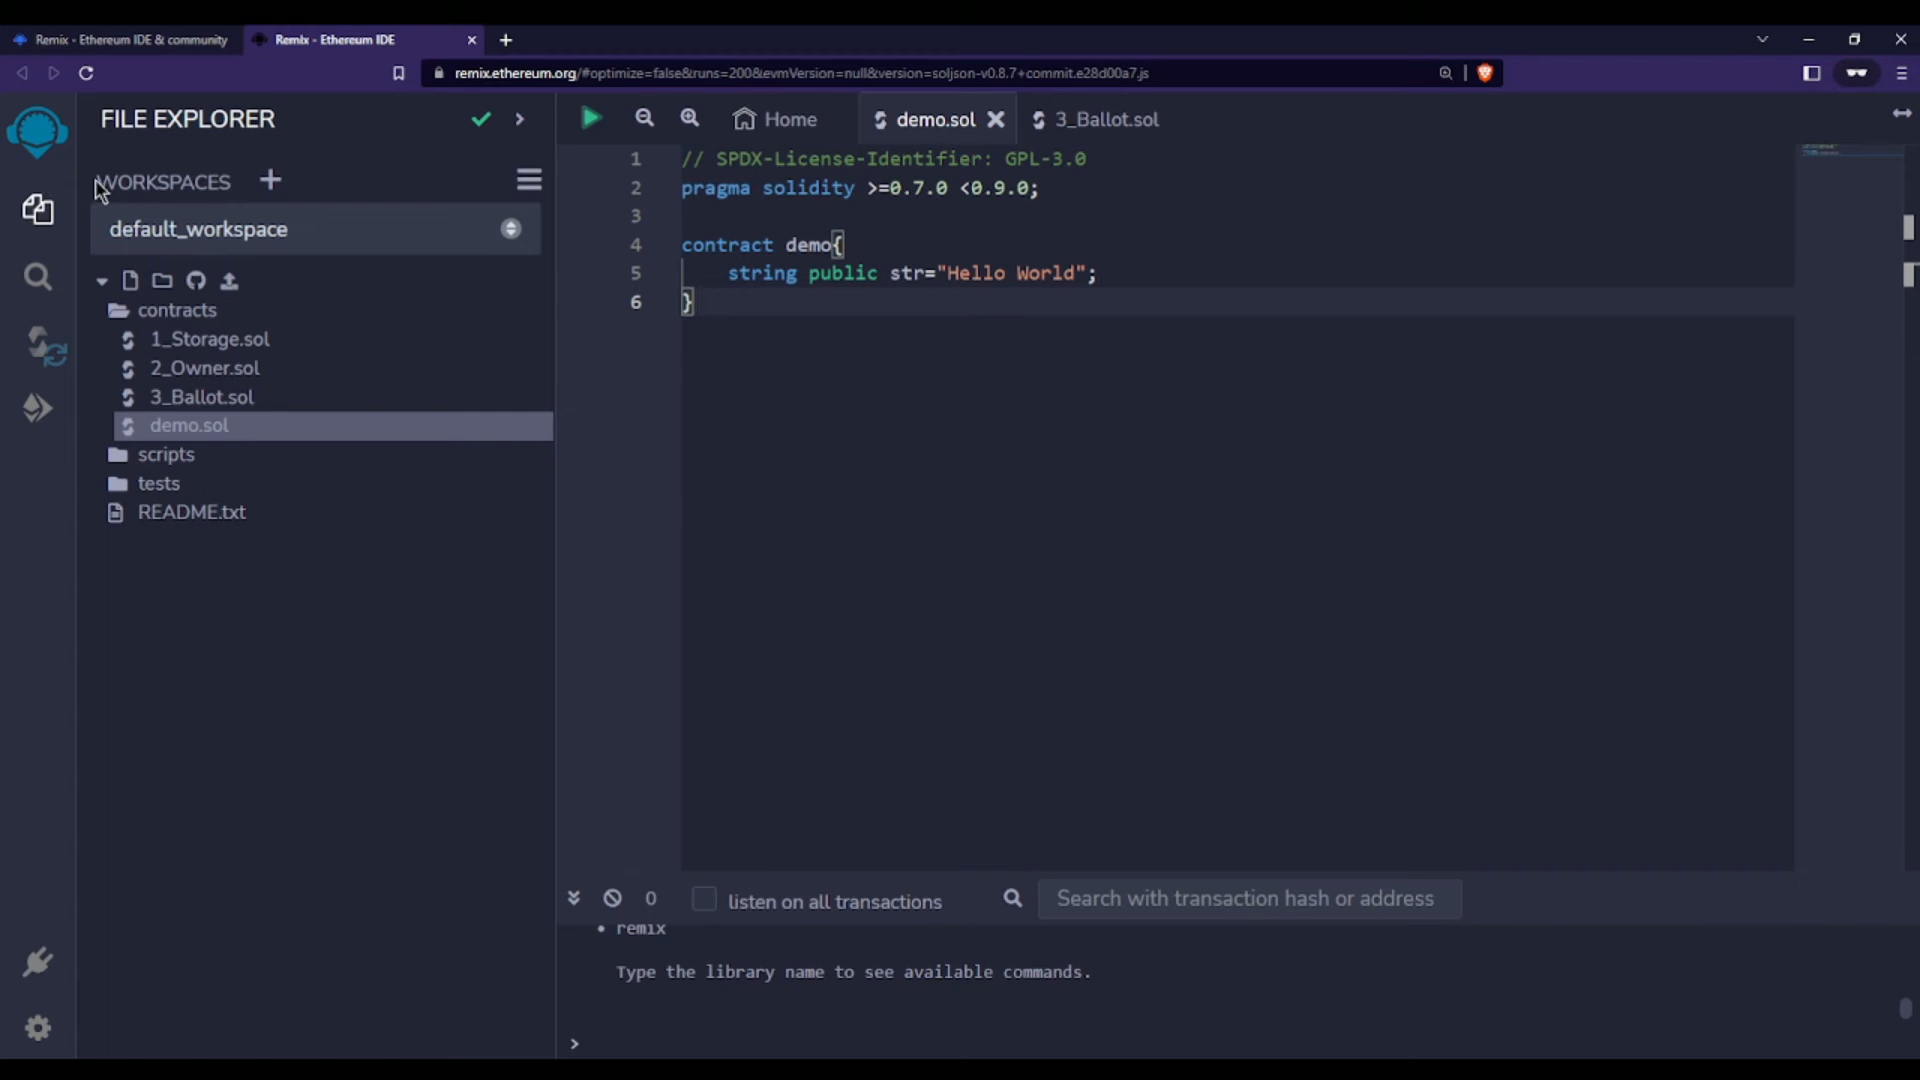 Remix - Ethereum IDE & community
Remix - Ethereum IDE
remix.ethereum.org/#optimize=false&runs=200&evmVersion=null&version=soljson-v0.8.7+commit.e28d00a7.js
FILE EXPLORER
WORKSPACES
default_workspace
contracts
1_Storage.sol
2_Owner.sol
3_Ballot.sol
demo.sol
scripts
tests
README.txt
Home
demo.sol
3_Ballot.sol
1 // SPDX-License-Identifier: GPL-3.0
2 pragma solidity >=0.7.0 <0.9.0;
3
4 contract demo{
5 string public str="Hello World";
6 }
0 listen on all transactions
Search with transaction hash or address
• remix
Type the library name to see available commands.
>